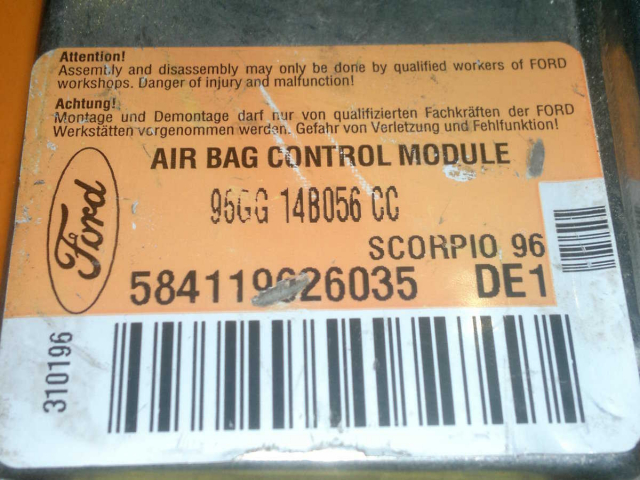 Attention!
Assembly and disassembly may only be done by qualified workers of FORD
workshops. Danger of injury and malfunction!
Achtung!
Montage und Demontage darf nur von qualifizierten Fachkräften der FORD
Werkstätten vorgenommen werden. Gefahr von Verletzung und Fehlfunktion!
AIR BAG CONTROL MODULE
Ford
95GG 14B056 CC
SCORPIO 96
DE1
310196